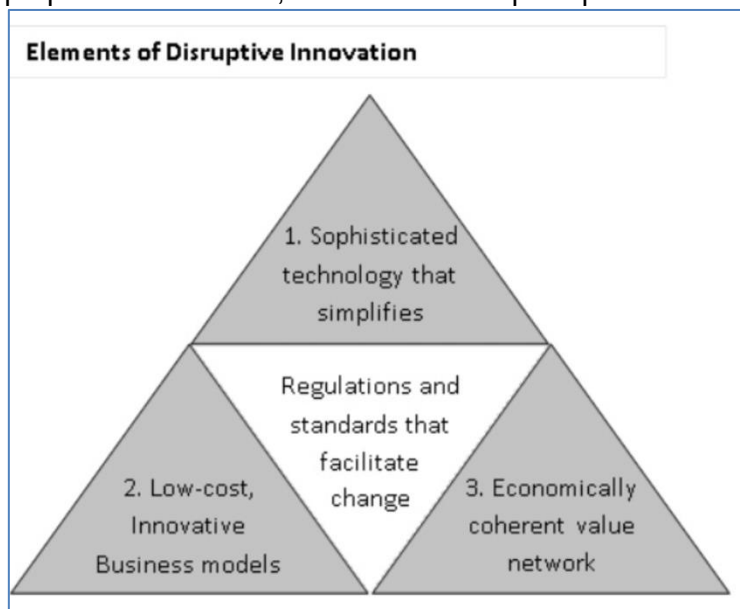 Elements of Disruptive Innovation
1. Sophisticated
technology that
simplifies
Regulations and
standards that
facilitate
change
2. Low-cost,
Innovative
Business models
3. Economically
coherent value
network